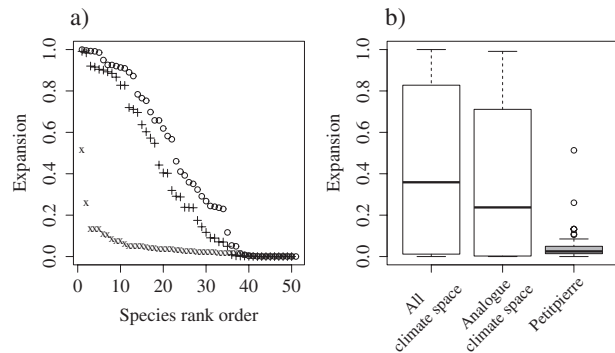 a)
Expansion
1.0
0.8
0.6
0.4
0.2
0.0
0 10 20 30 40 50
Species rank order
b)
Expansion
1.0
0.8
0.6
0.4
0.2
0.0
All
climate space
Analogue
climate space
Petitpierre